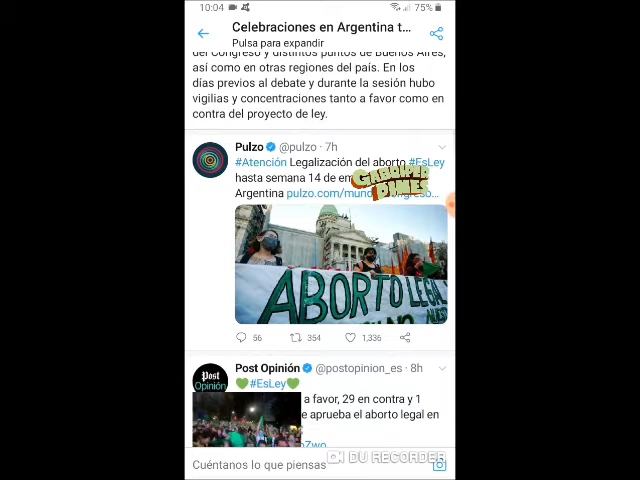 10:04
75%
Celebraciones en Argentina t...
Pulsa para expandir
del Congreso y distintos puntos de Buenos Aires,
así como en otras regiones del país. En los
días previos al debate y durante la sesión hubo
vigilias y concentraciones tanto a favor como en
contra del proyecto de ley.
Pulzo @pulzo · 7h
#Atención Legalización del aborto #EsLey
hasta semana 14 de em
Argentina pulzo.com/mund
ABORTO LEGAL
56 354 1,336
Post Opinión @postopinion_es · 8h
Post
Opinión
💚#EsLey💚
a favor, 29 en contra y 1
e aprueba el aborto legal en
DU RECORDER
Cuéntanos lo que piensas